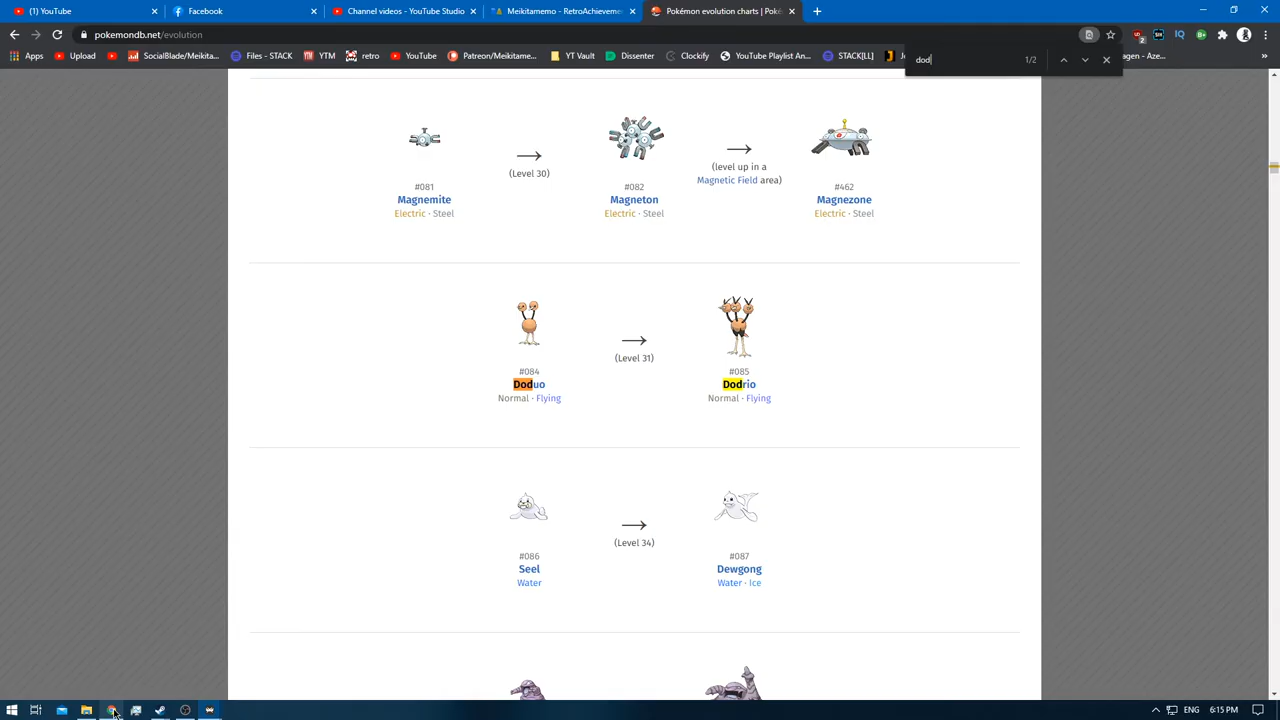 (1) YouTube
Facebook
Channel videos - YouTube Studio
Meikitamemo - RetroAchieveme
Pokémon evolution charts | Poké
pokemondb.net/evolution
Apps
Upload
SocialBlade/Meikita...
Files - STACK
YTM
retro
YouTube
Patreon/Meikitame...
YT Vault
Dissenter
Clockify
YouTube Playlist An...
STACK[LL]
agen - Aze...
dod
1/2
#081
Magnemite
Electric · Steel
(Level 30)
#082
Magneton
Electric · Steel
(level up in a
Magnetic Field area)
#462
Magnezone
Electric · Steel
#084
Doduo
Normal · Flying
(Level 31)
#085
Dodrio
Normal · Flying
#086
Seel
Water
(Level 34)
#087
Dewgong
Water · Ice
ENG
6:15 PM